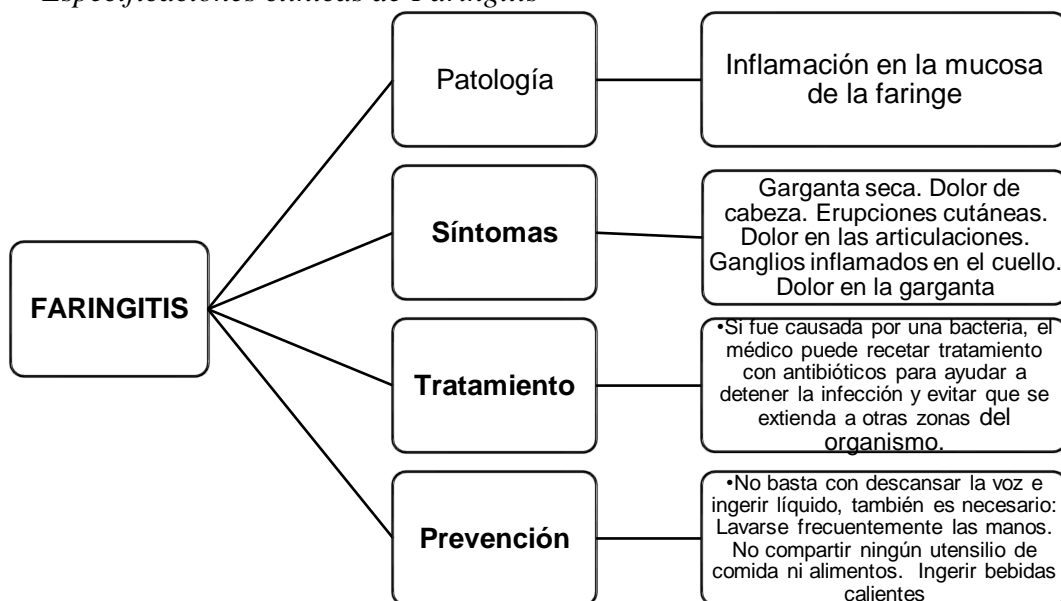 Especificaciones clínicas de Faringitis
FARINGITIS
Patología
Inflamación en la mucosa
de la faringe
Síntomas
Garganta seca. Dolor de
cabeza. Erupciones cutáneas.
Dolor en las articulaciones.
Ganglios inflamados en el cuello.
Dolor en la garganta
Tratamiento
•Si fue causada por una bacteria, el
médico puede recetar tratamiento
con antibióticos para ayudar a
detener la infección y evitar que se
extienda a otras zonas del
organismo.
Prevención
•No basta con descansar la voz e
ingerir líquido, también es necesario:
Lavarse frecuentemente las manos.
No compartir ningún utensilio de
comida ni alimentos. Ingerir bebidas
calientes